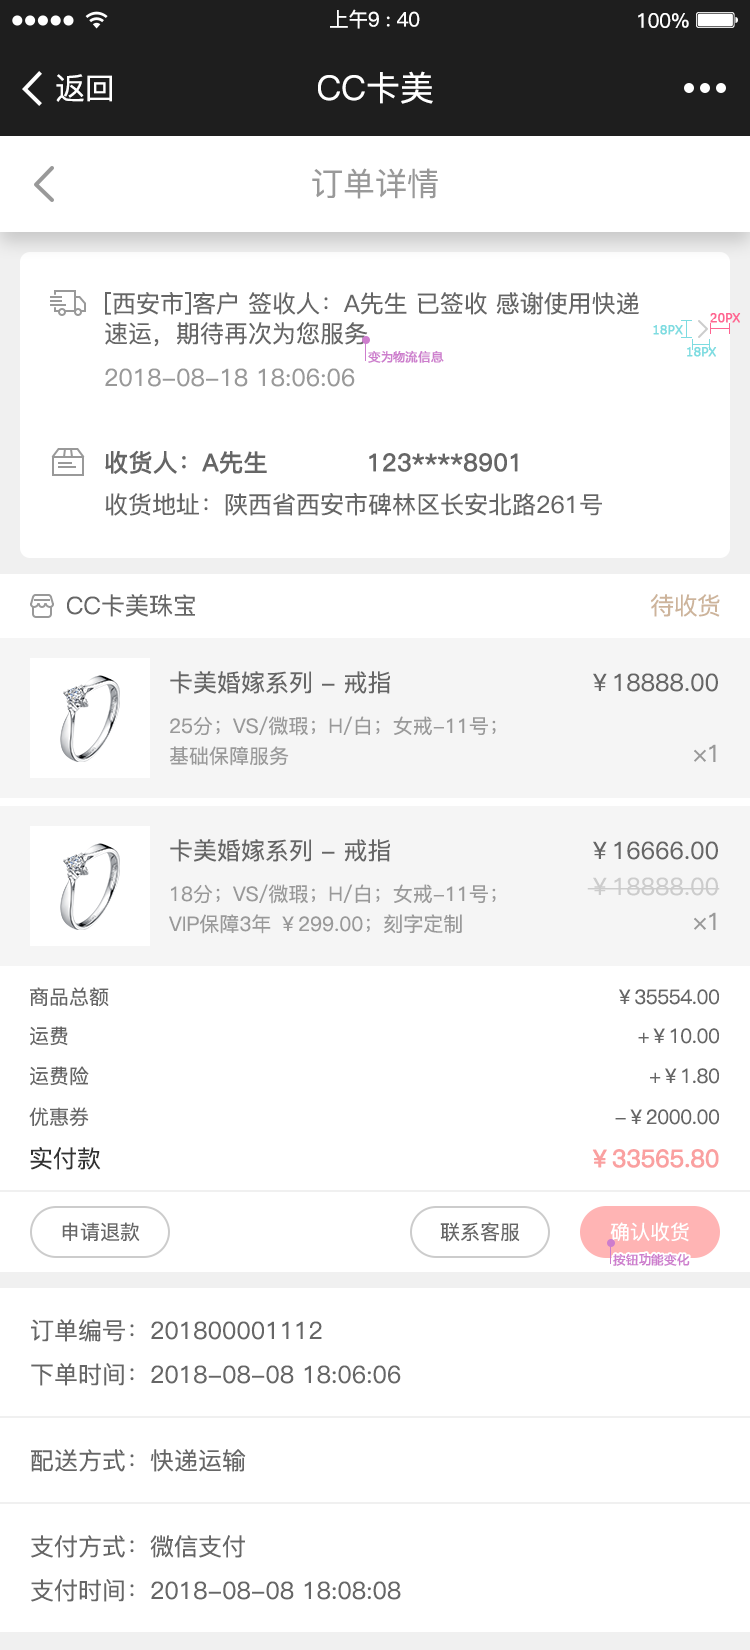 上午9 : 40
100%
返回
CC卡美
订单详情
[西安市]客户 签收人：A先生 已签收 感谢使用快递
速运，期待再次为您服务
变为物流信息
2018-08-18 18:06:06
20PX
18PX
18PX
收货人：A先生 123****8901
收货地址：陕西省西安市碑林区长安北路261号
CC卡美珠宝 待收货
卡美婚嫁系列 - 戒指 ￥18888.00
25分；VS/微瑕；H/白；女戒-11号；
基础保障服务 ×1
卡美婚嫁系列 - 戒指 ￥16666.00
￥18888.00
18分；VS/微瑕；H/白；女戒-11号；
VIP保障3年 ￥299.00；刻字定制 ×1
商品总额 ￥35554.00
运费 +￥10.00
运费险 +￥1.80
优惠券 -￥2000.00
实付款 ￥33565.80
申请退款 联系客服 确认收货
按钮功能变化
订单编号：201800001112
下单时间：2018-08-08 18:06:06
配送方式：快递运输
支付方式：微信支付
支付时间：2018-08-08 18:08:08